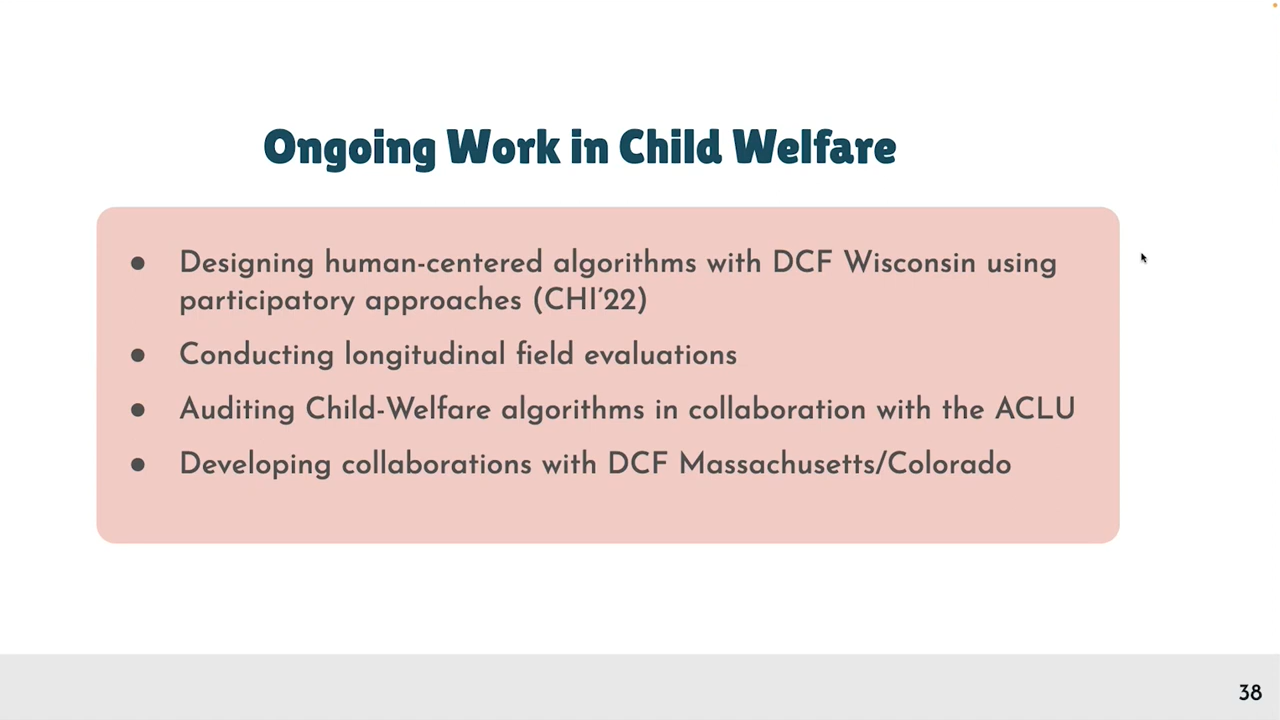 Ongoing Work in Child Welfare
● Designing human-centered algorithms with DCF Wisconsin using
participatory approaches (CHI'22)
● Conducting longitudinal field evaluations
● Auditing Child-Welfare algorithms in collaboration with the ACLU
● Developing collaborations with DCF Massachusetts/Colorado
38